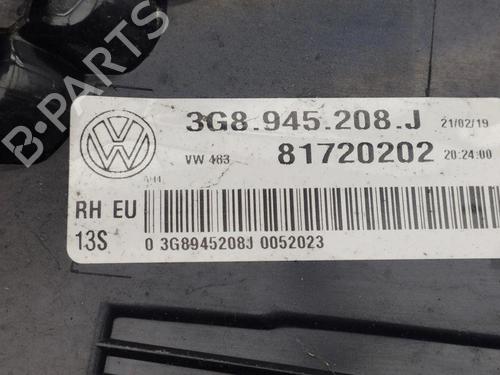 3G8.945.208.J 21/02/19
VW 483 81720202 20:24:00
RH EU
13S 0 3G8945208J 0052023
B-PARTS